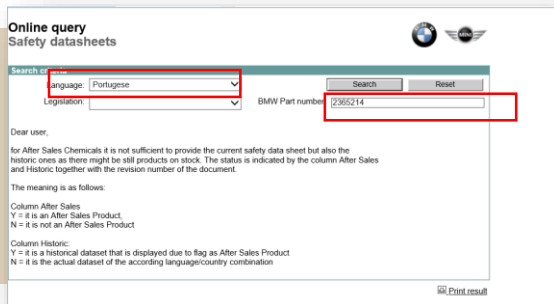 Online query
Safety datasheets
Search criteria
Language: Portugese
Search
Reset
Legislation:
BMW Part number 2365214
Dear user,
for After Sales Chemicals it is not sufficient to provide the current safety data sheet but also the
historic ones as there might be still products on stock. The status is indicated by the column After Sales
and Historic together with the revision number of the document.
The meaning is as follows:
Column After Sales
Y = it is an After Sales Product,
N = it is not an After Sales Product
Column Historic:
Y = it is a historical dataset that is displayed due to flag as After Sales Product
N = it is the actual dataset of the according language/country combination
Print result